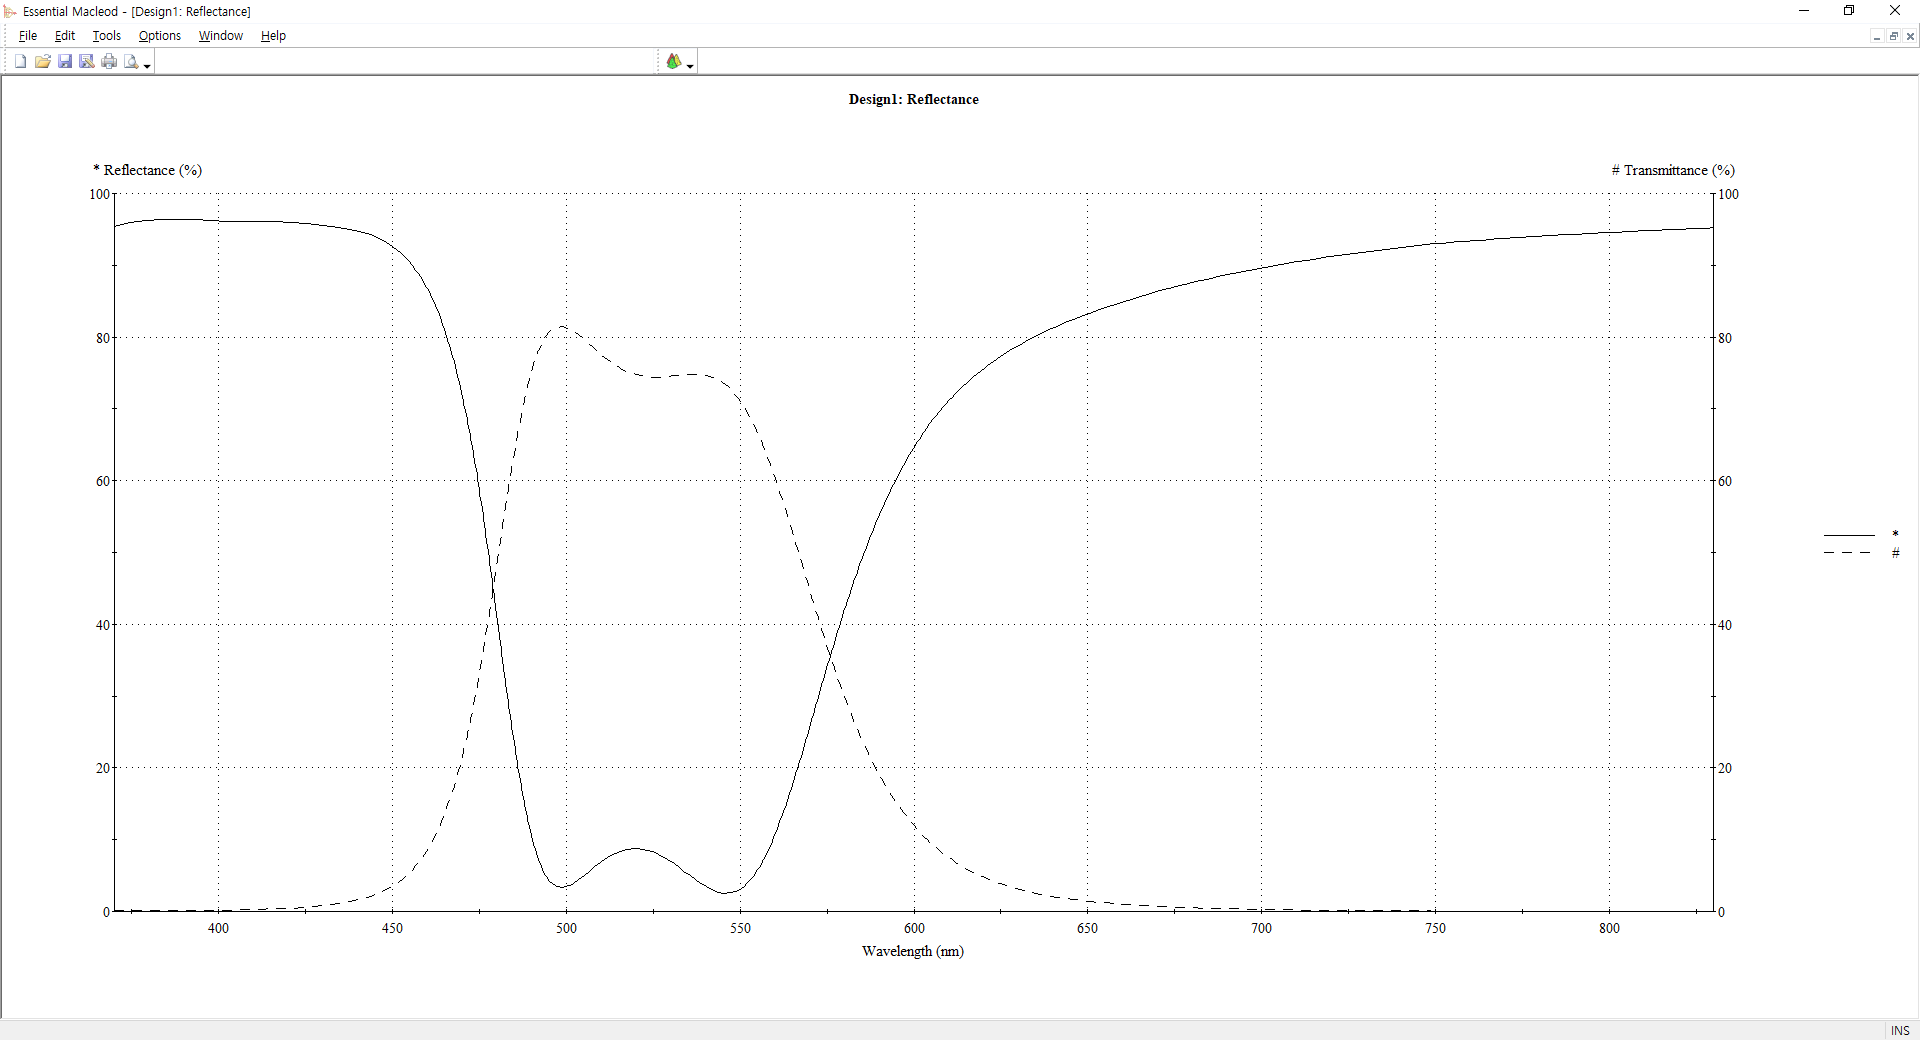 Essential Macleod - [Design1: Reflectance]
File Edit Tools Options Window Help
Design1: Reflectance
* Reflectance (%)
# Transmittance (%)
100
80
60
40
20
0
100
80
60
40
20
0
400 450 500 550 600 650 700 750 800
Wavelength (nm)
*
#
INS